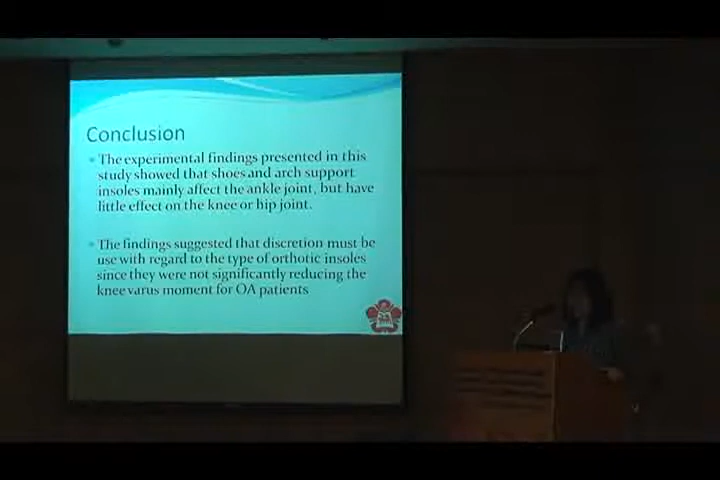 Conclusion
The experimental findings presented in this
study showed that shoes and arch support
insoles mainly affect the ankle joint, but have
little effect on the knee or hip joint.
The findings suggested that discretion must be
use with regard to the type of orthotic insoles
since they were not significantly reducing the
knee varus moment for OA patients